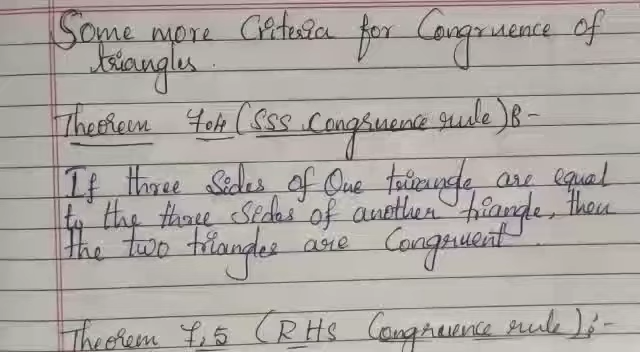 Some more Criteria for Congruence of
triangles.
Theorem 7.4 (SSS Congruence rule) :-
If three Sides of One triangle are equal
to the three Sides of another triangle, then
the two triangles are Congruent.
Theorem 7.5 (RHS Congruence rule) :-